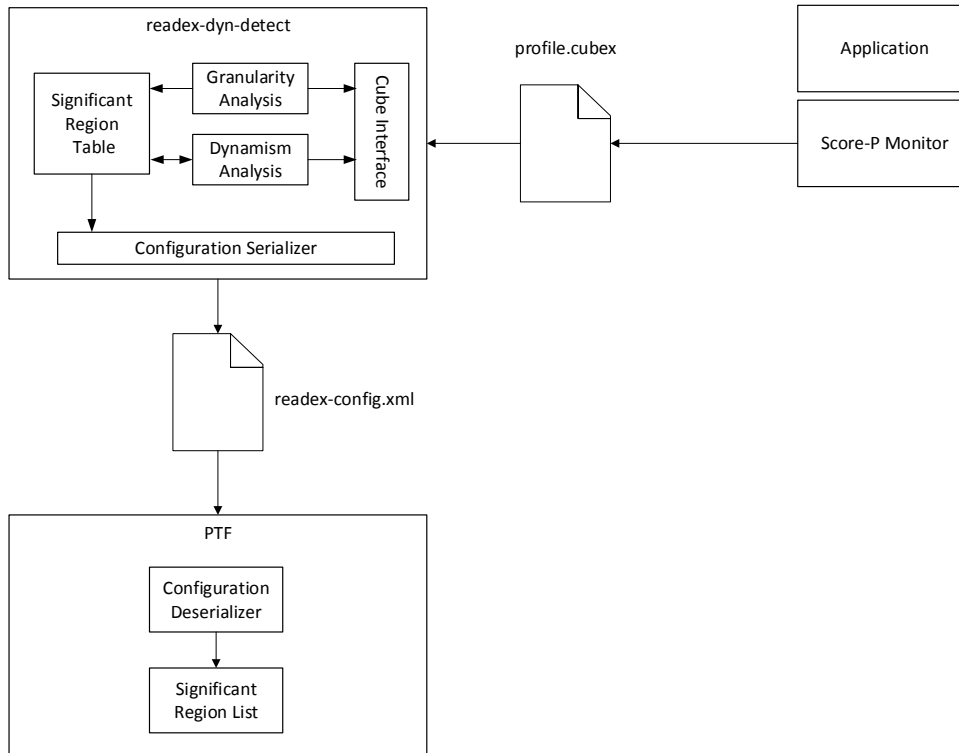 readex-dyn-detect
Significant
Region
Table
Granularity
Analysis
Dynamism
Analysis
Cube Interface
Configuration Serializer
profile.cubex
Application
Score-P Monitor
readex-config.xml
PTF
Configuration
Deserializer
Significant
Region List